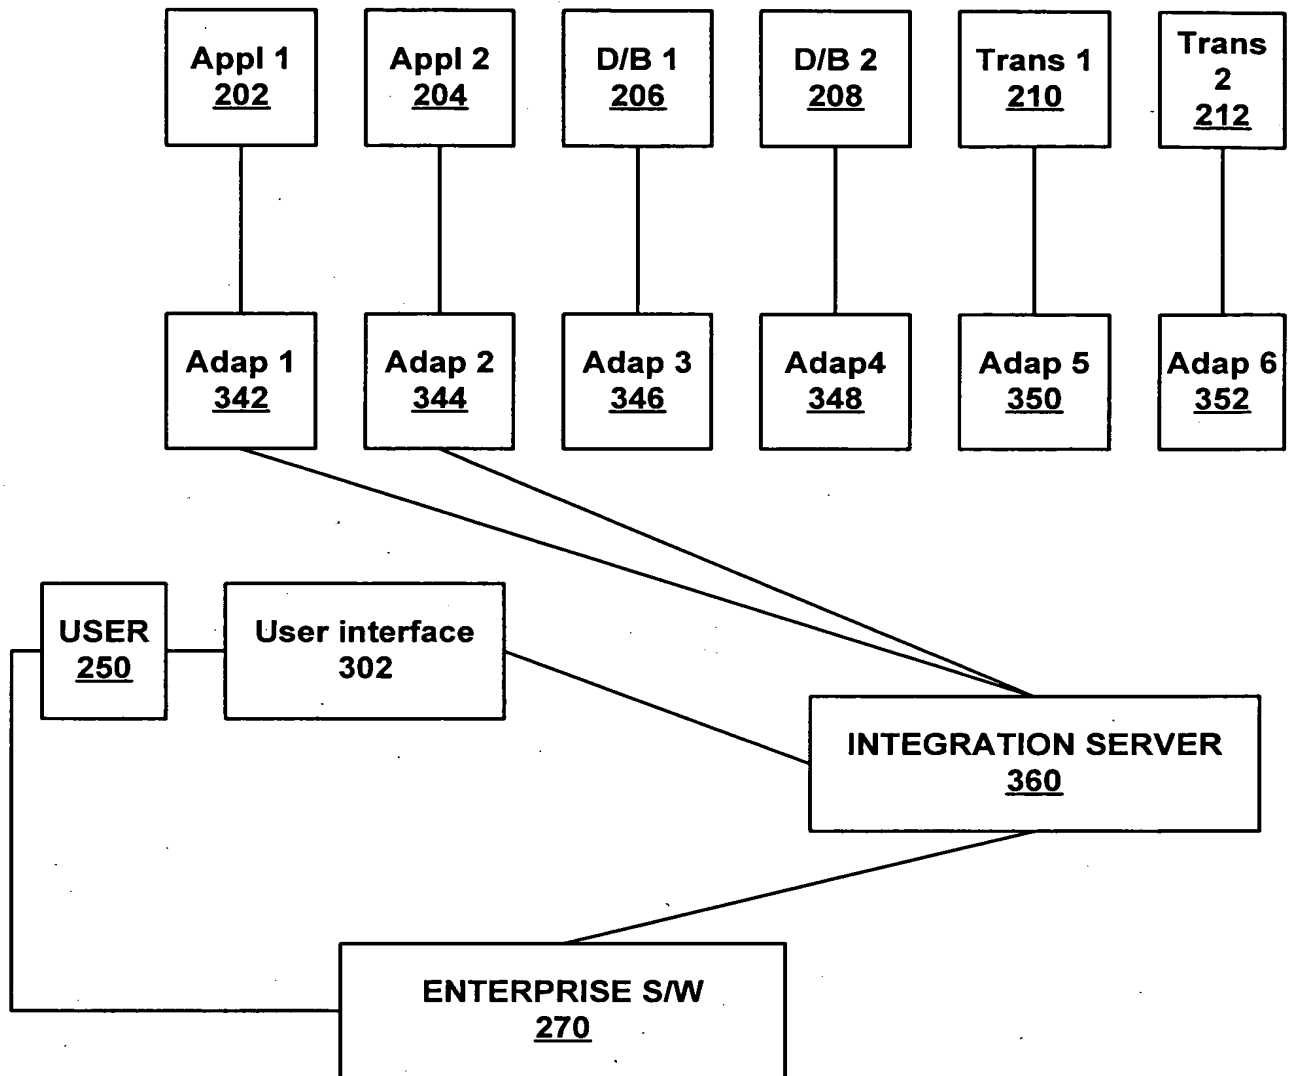 Appl 1
202
Appl 2
204
D/B 1
206
D/B 2
208
Trans 1
210
Trans
2
212
Adap 1
342
Adap 2
344
Adap 3
346
Adap4
348
Adap 5
350
Adap 6
352
USER
250
User interface
302
INTEGRATION SERVER
360
ENTERPRISE S/W
270